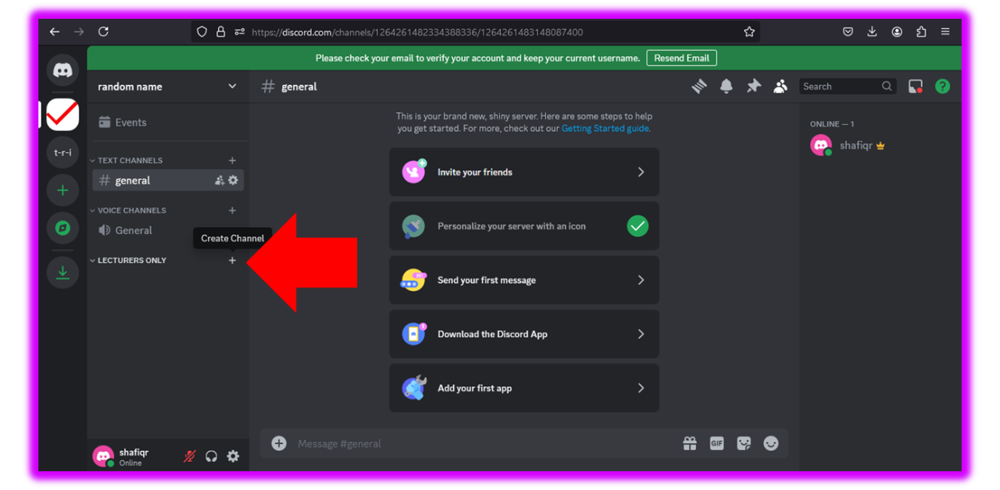 https://discord.com/channels/1264261482334388336/1264261483148087400
Please check your email to verify your account and keep your current username. Resend Email
random name
general
Search
Events
This is your brand new, shiny server. Here are some steps to help
you get started. For more, check out our Getting Started guide.
ONLINE — 1
shafiqr
t-r-i
TEXT CHANNELS
general
Invite your friends
VOICE CHANNELS
General
Create Channel
Personalize your server with an icon
LECTURERS ONLY
Send your first message
Download the Discord App
Add your first app
Message #general
GIF
shafiqr
Online